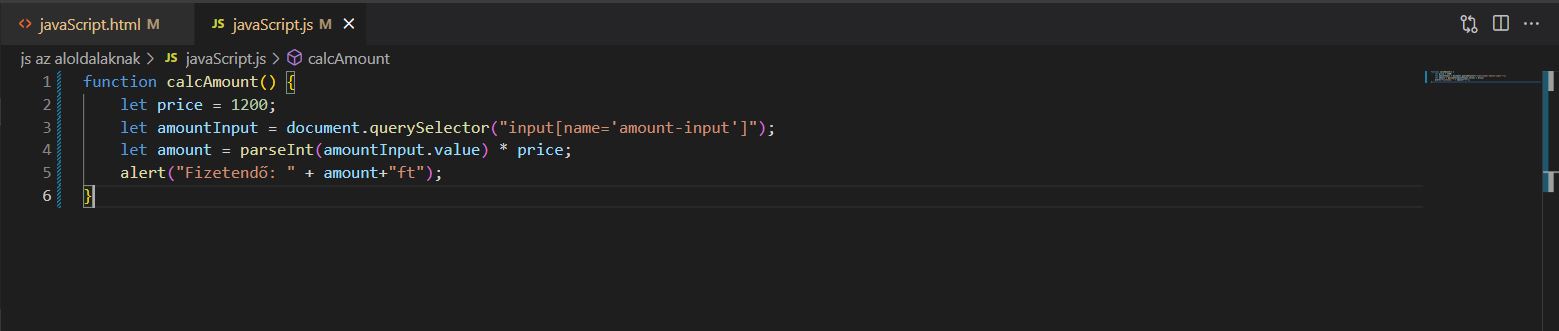 javaScript.html M JS javaScript.js M
js az aloldalaknak > JS javaScript.js > calcAmount
1 function calcAmount() {
2 let price = 1200;
3 let amountInput = document.querySelector("input[name='amount-input']");
4 let amount = parseInt(amountInput.value) * price;
5 alert("Fizetendő: " + amount+"ft");
6 }